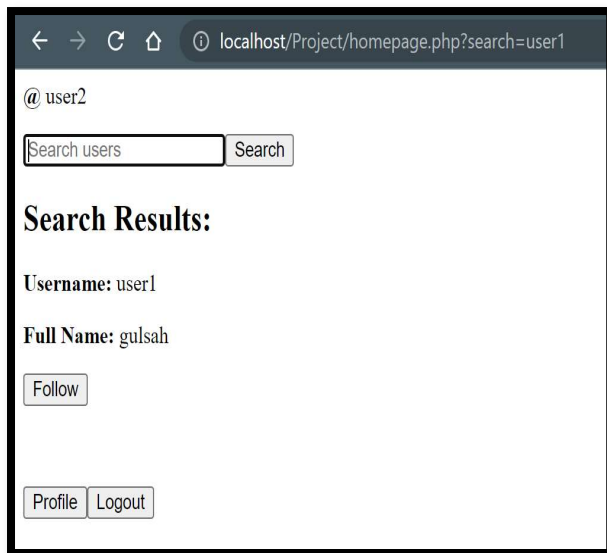 localhost/Project/homepage.php?search=user1
@ user2
Search users Search
Search Results:
Username: user1
Full Name: gulsah
Follow
Profile Logout